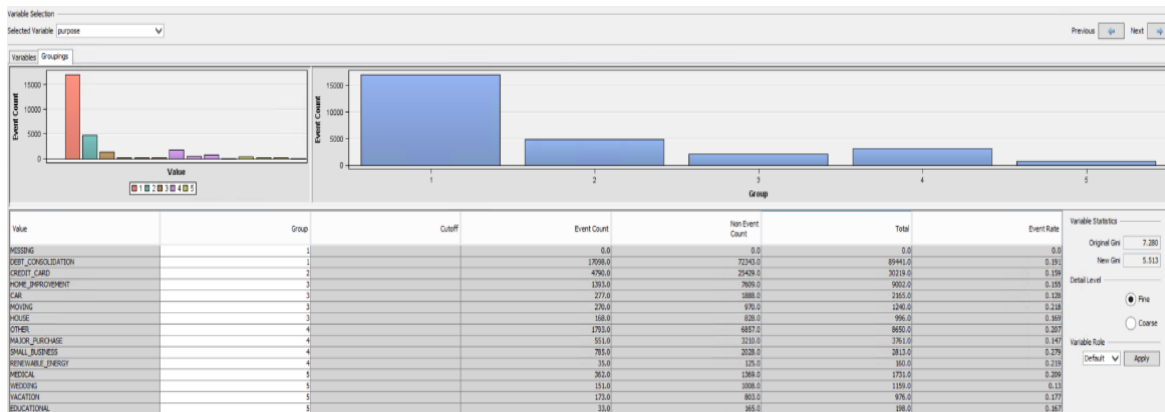 Variable Selection
Selected Variable purpose
Previous Next
Variables Groupings
Event Count
15000
10000
5000
0
Value
1 2 3 4 5
Event Count
15000
10000
5000
0
1 2 3 4 5
Group
Value Group Cutoff Event Count Non Event Count Total Event Rate
MISSING 1 0.0 0.0 0.0 0.0
DEBT_CONSOLIDATION 1 17098.0 72343.0 89441.0 0.191
CREDIT_CARD 2 4790.0 25429.0 30219.0 0.159
HOME_IMPROVEMENT 3 1393.0 7609.0 9002.0 0.155
CAR 3 277.0 1888.0 2165.0 0.128
MOVING 3 270.0 970.0 1240.0 0.218
HOUSE 3 168.0 828.0 996.0 0.169
OTHER 4 1793.0 6857.0 8650.0 0.207
MAJOR_PURCHASE 4 551.0 3210.0 3761.0 0.147
SMALL_BUSINESS 4 785.0 2028.0 2813.0 0.279
RENEWABLE_ENERGY 4 35.0 125.0 160.0 0.219
MEDICAL 5 362.0 1369.0 1731.0 0.209
WEDDING 5 151.0 1008.0 1159.0 0.13
VACATION 5 173.0 803.0 976.0 0.177
EDUCATIONAL 5 33.0 165.0 198.0 0.167
Variable Statistics
Original Gini 7.280
New Gini 5.513
Detail Level
Fine
Coarse
Variable Role
Default Apply